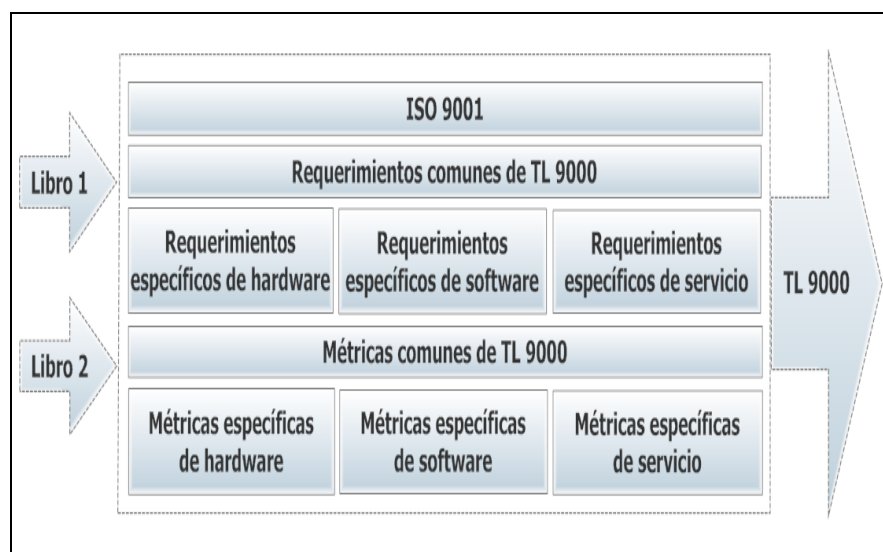 ISO 9001
Libro 1
Requerimientos comunes de TL 9000
Requerimientos
específicos de hardware
Requerimientos
específicos de software
Requerimientos
específicos de servicio
TL 9000
Libro 2
Métricas comunes de TL 9000
Métricas específicas
de hardware
Métricas específicas
de software
Métricas específicas
de servicio